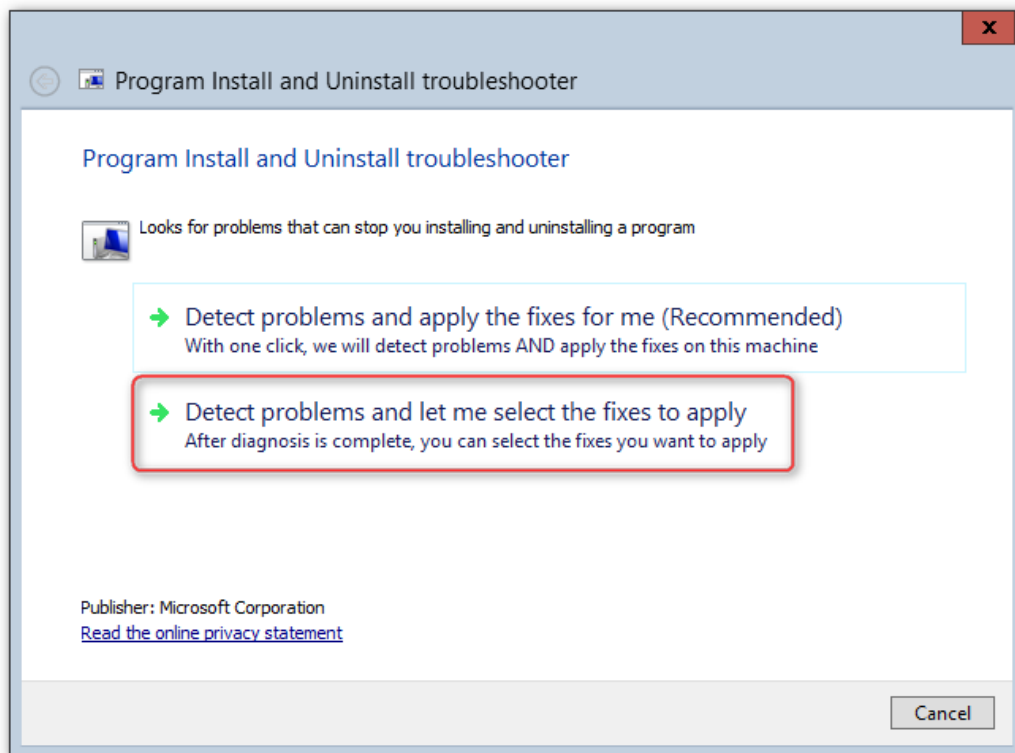 x
Program Install and Uninstall troubleshooter
Program Install and Uninstall troubleshooter
Looks for problems that can stop you installing and uninstalling a program
Detect problems and apply the fixes for me (Recommended)
With one click, we will detect problems AND apply the fixes on this machine
Detect problems and let me select the fixes to apply
After diagnosis is complete, you can select the fixes you want to apply
Publisher: Microsoft Corporation
Read the online privacy statement
Cancel